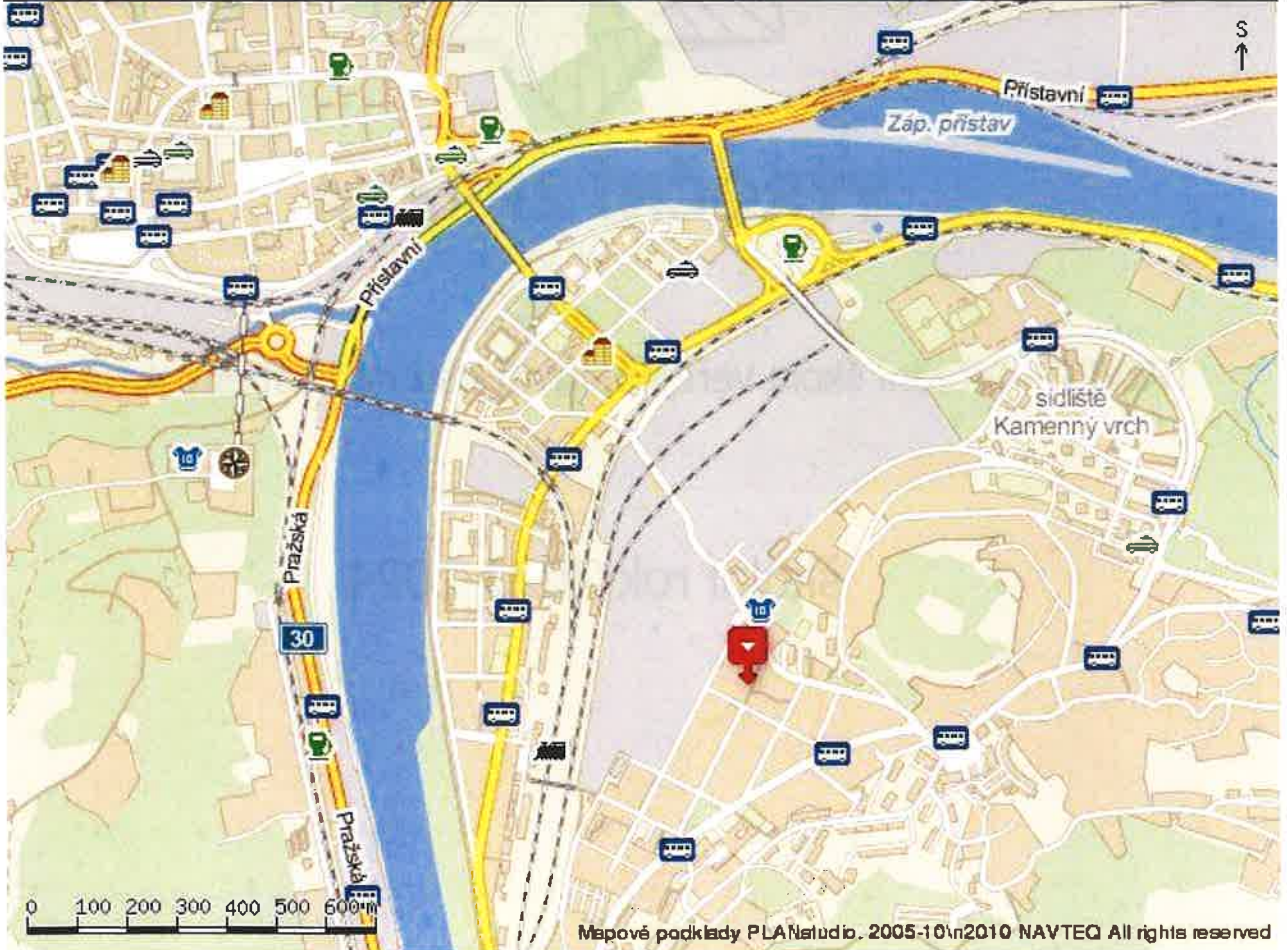 S
Přístavní
Záp. přístav
Přístavní
sídliště
Kamenný vrch
Pražská
30
Pražská
0 100 200 300 400 500 600 m
Mapové podklady PLANstudio, 2005-10\n2010 NAVTEQ All rights reserved